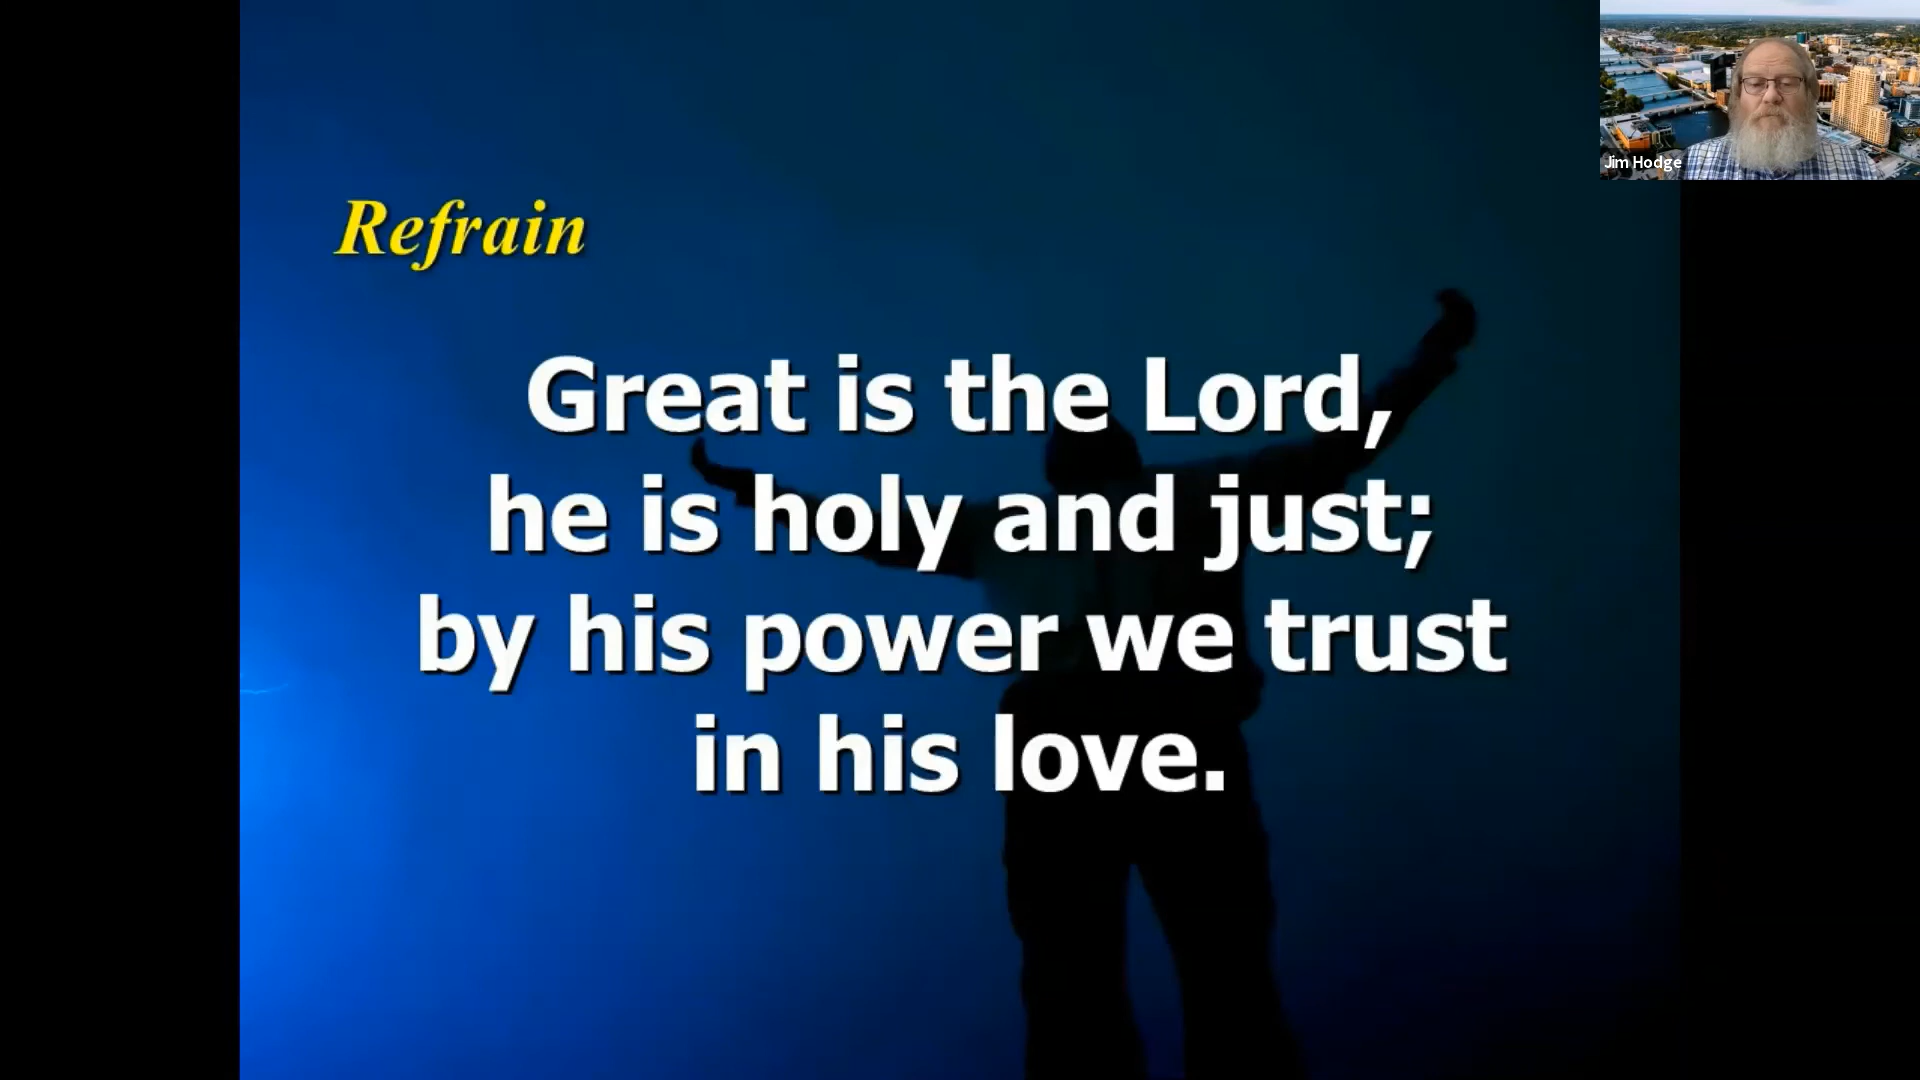 Refrain
Great is the Lord,
he is holy and just;
by his power we trust
in his love.
Jim Hodge